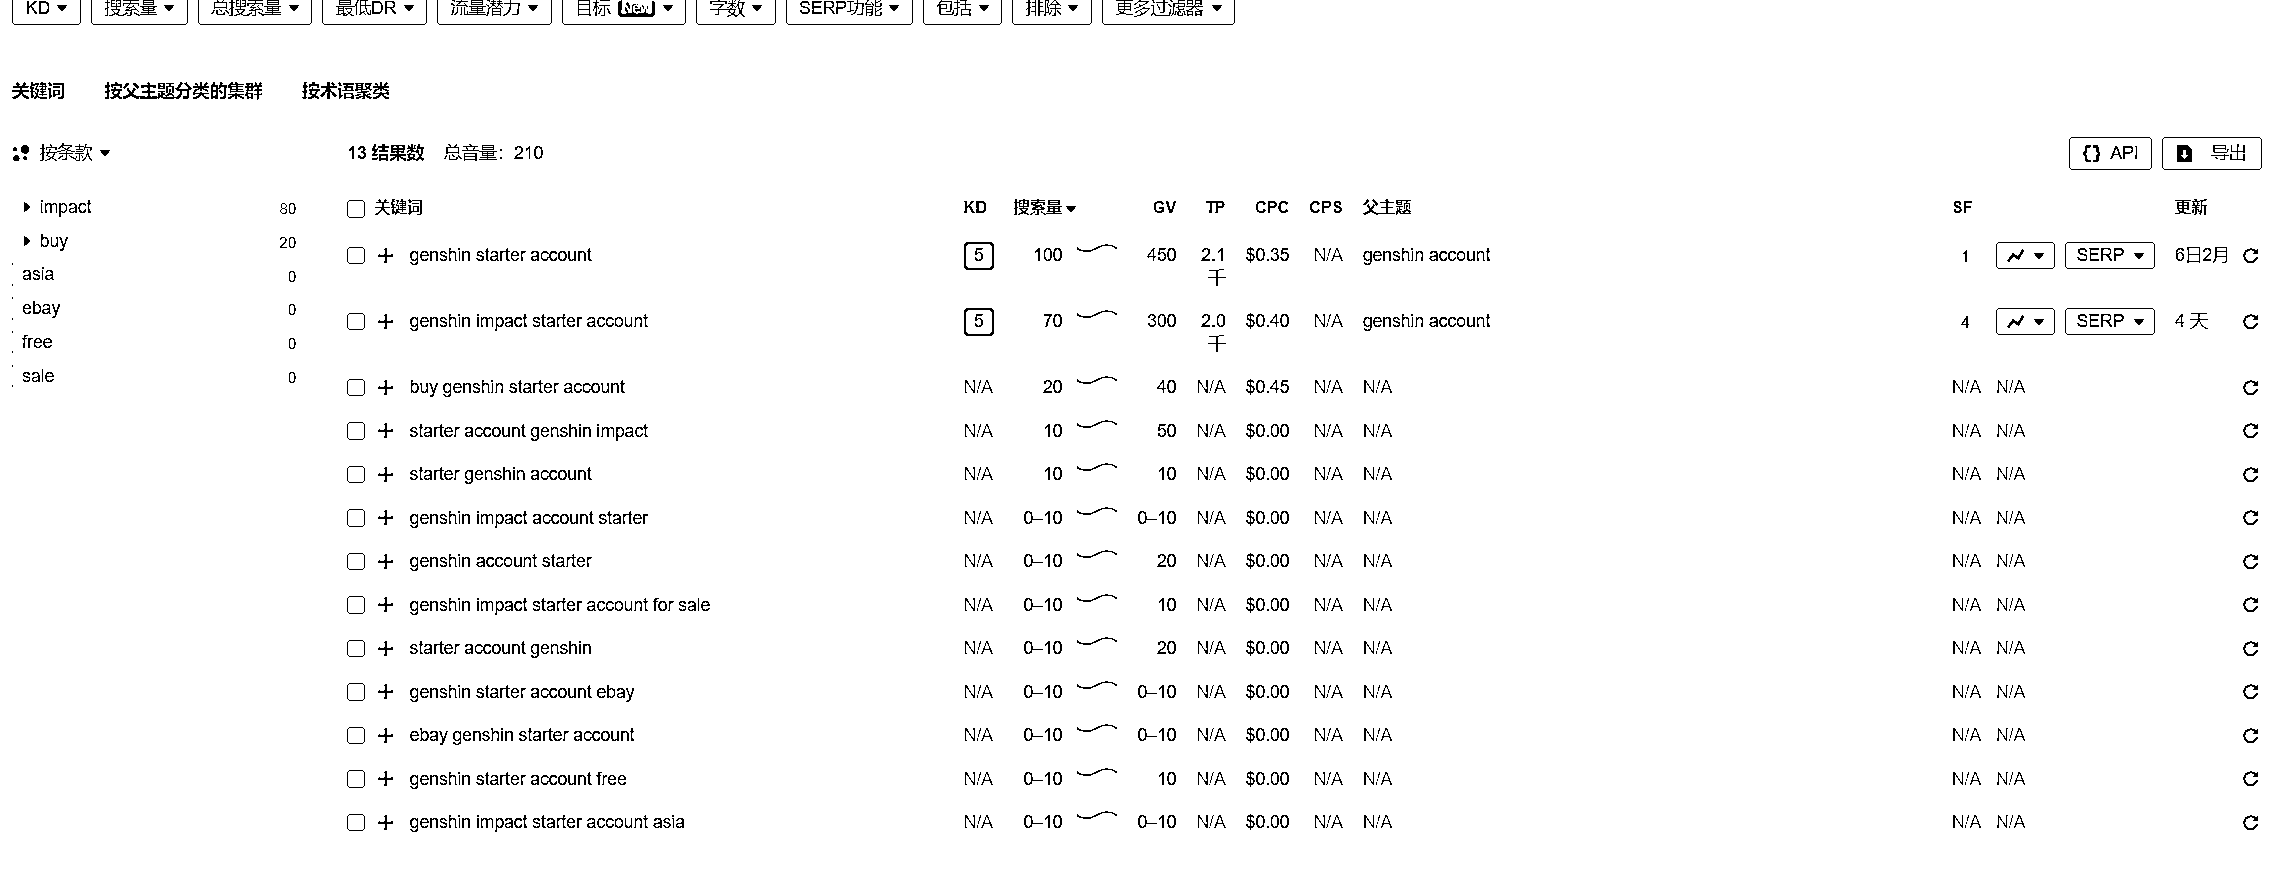 KD 搜索量 总搜索量 最低DR 流量潜力 目标 New 字数 SERP功能 包括 排除 更多过滤器
关键词 按父主题分类的集群 按术语聚类
按条款 13 结果数 总音量：210 API 导出
impact 80
buy 20
asia 0
ebay 0
free 0
sale 0
关键词 KD 搜索量 GV TP CPC CPS 父主题 SF 更新
genshin starter account 5 100 450 2.1千 $0.35 N/A genshin account 1 SERP 6日2月
genshin impact starter account 5 70 300 2.0千 $0.40 N/A genshin account 4 SERP 4 天
buy genshin starter account N/A 20 40 N/A $0.45 N/A N/A N/A N/A
starter account genshin impact N/A 10 50 N/A $0.00 N/A N/A N/A N/A
starter genshin account N/A 10 10 N/A $0.00 N/A N/A N/A N/A
genshin impact account starter N/A 0–10 0–10 N/A $0.00 N/A N/A N/A N/A
genshin account starter N/A 0–10 20 N/A $0.00 N/A N/A N/A N/A
genshin impact starter account for sale N/A 0–10 10 N/A $0.00 N/A N/A N/A N/A
starter account genshin N/A 0–10 20 N/A $0.00 N/A N/A N/A N/A
genshin starter account ebay N/A 0–10 0–10 N/A $0.00 N/A N/A N/A N/A
ebay genshin starter account N/A 0–10 0–10 N/A $0.00 N/A N/A N/A N/A
genshin starter account free N/A 0–10 10 N/A $0.00 N/A N/A N/A N/A
genshin impact starter account asia N/A 0–10 0–10 N/A $0.00 N/A N/A N/A N/A